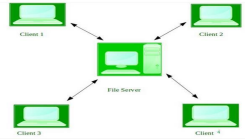 Client 1
Client 2
File Server
Client 3
Client 4